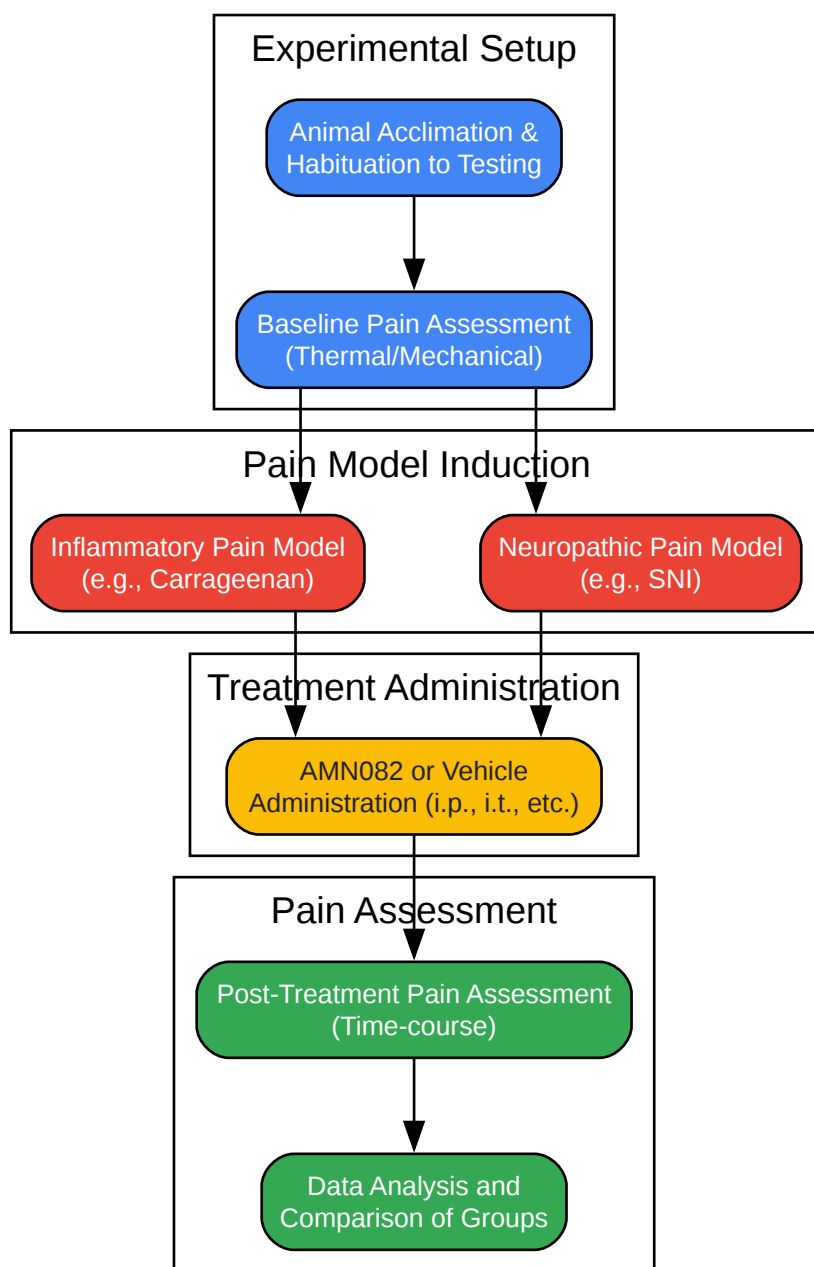 Experimental Setup
Animal Acclimation &
Habituation to Testing
Baseline Pain Assessment
(Thermal/Mechanical)
Pain Model Induction
Inflammatory Pain Model
(e.g., Carrageenan)
Neuropathic Pain Model
(e.g., SNI)
Treatment Administration
AMN082 or Vehicle
Administration (i.p., i.t., etc.)
Pain Assessment
Post-Treatment Pain Assessment
(Time-course)
Data Analysis and
Comparison of Groups